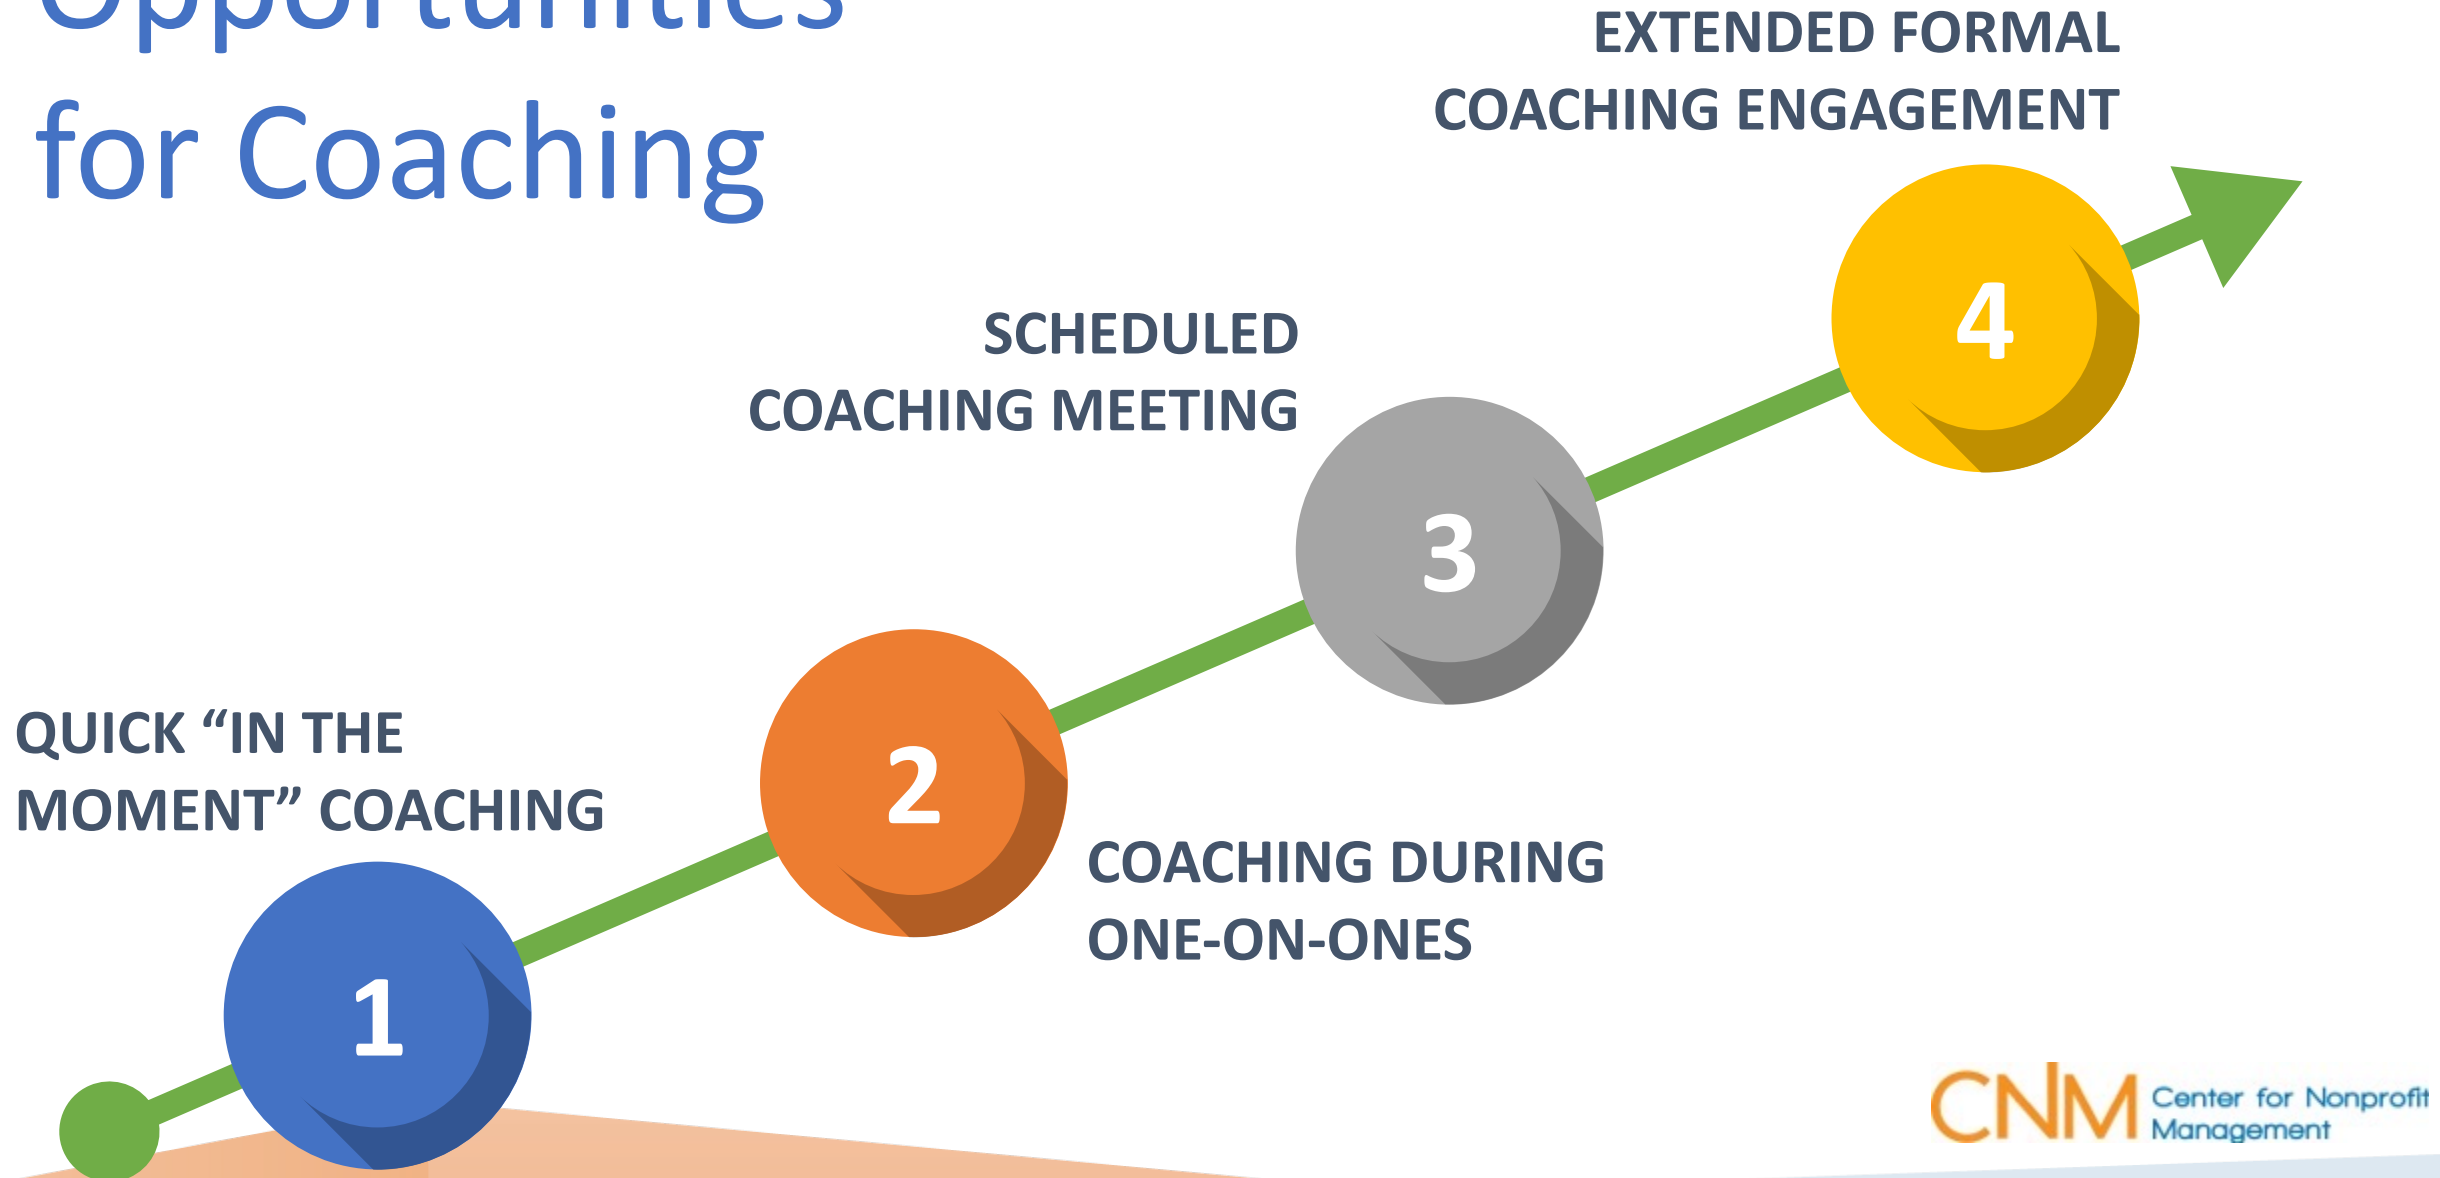 Opportunities
for Coaching
EXTENDED FORMAL
COACHING ENGAGEMENT
4
SCHEDULED
COACHING MEETING
3
QUICK “IN THE
MOMENT” COACHING
2
COACHING DURING
ONE-ON-ONES
1
CNM Center for Nonprofit
Management